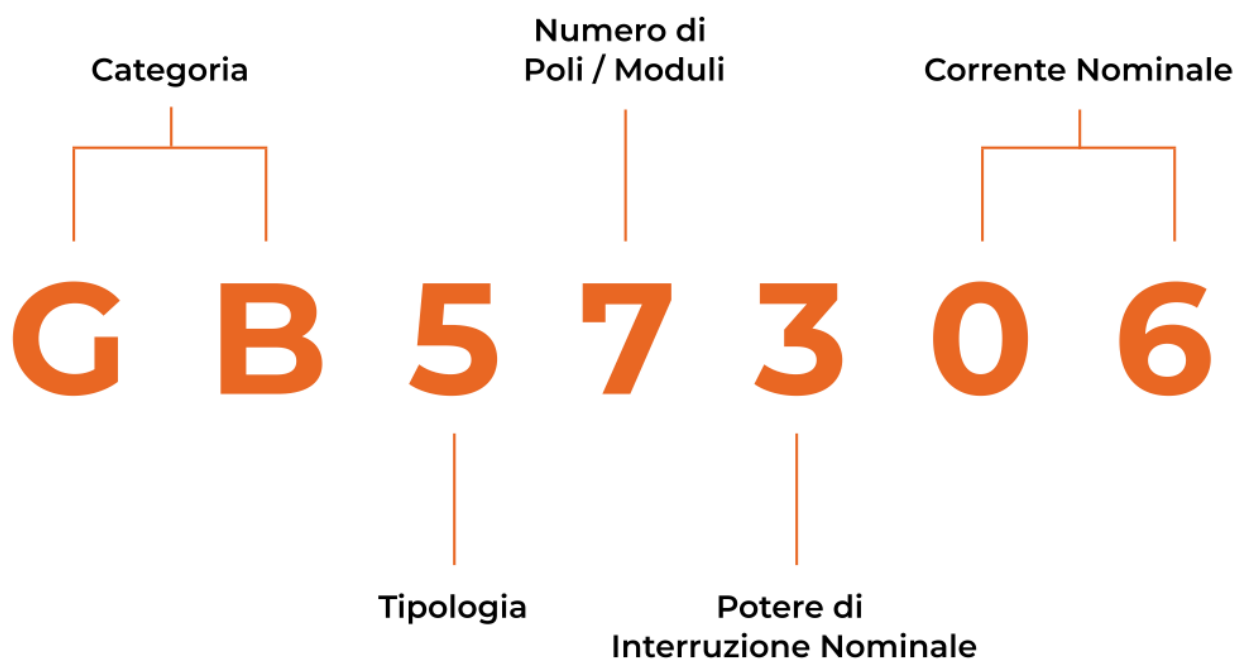 Categoria
Numero di
Poli / Moduli
Corrente Nominale
G B 5 7 3 0 6
Tipologia
Potere di
Interruzione Nominale